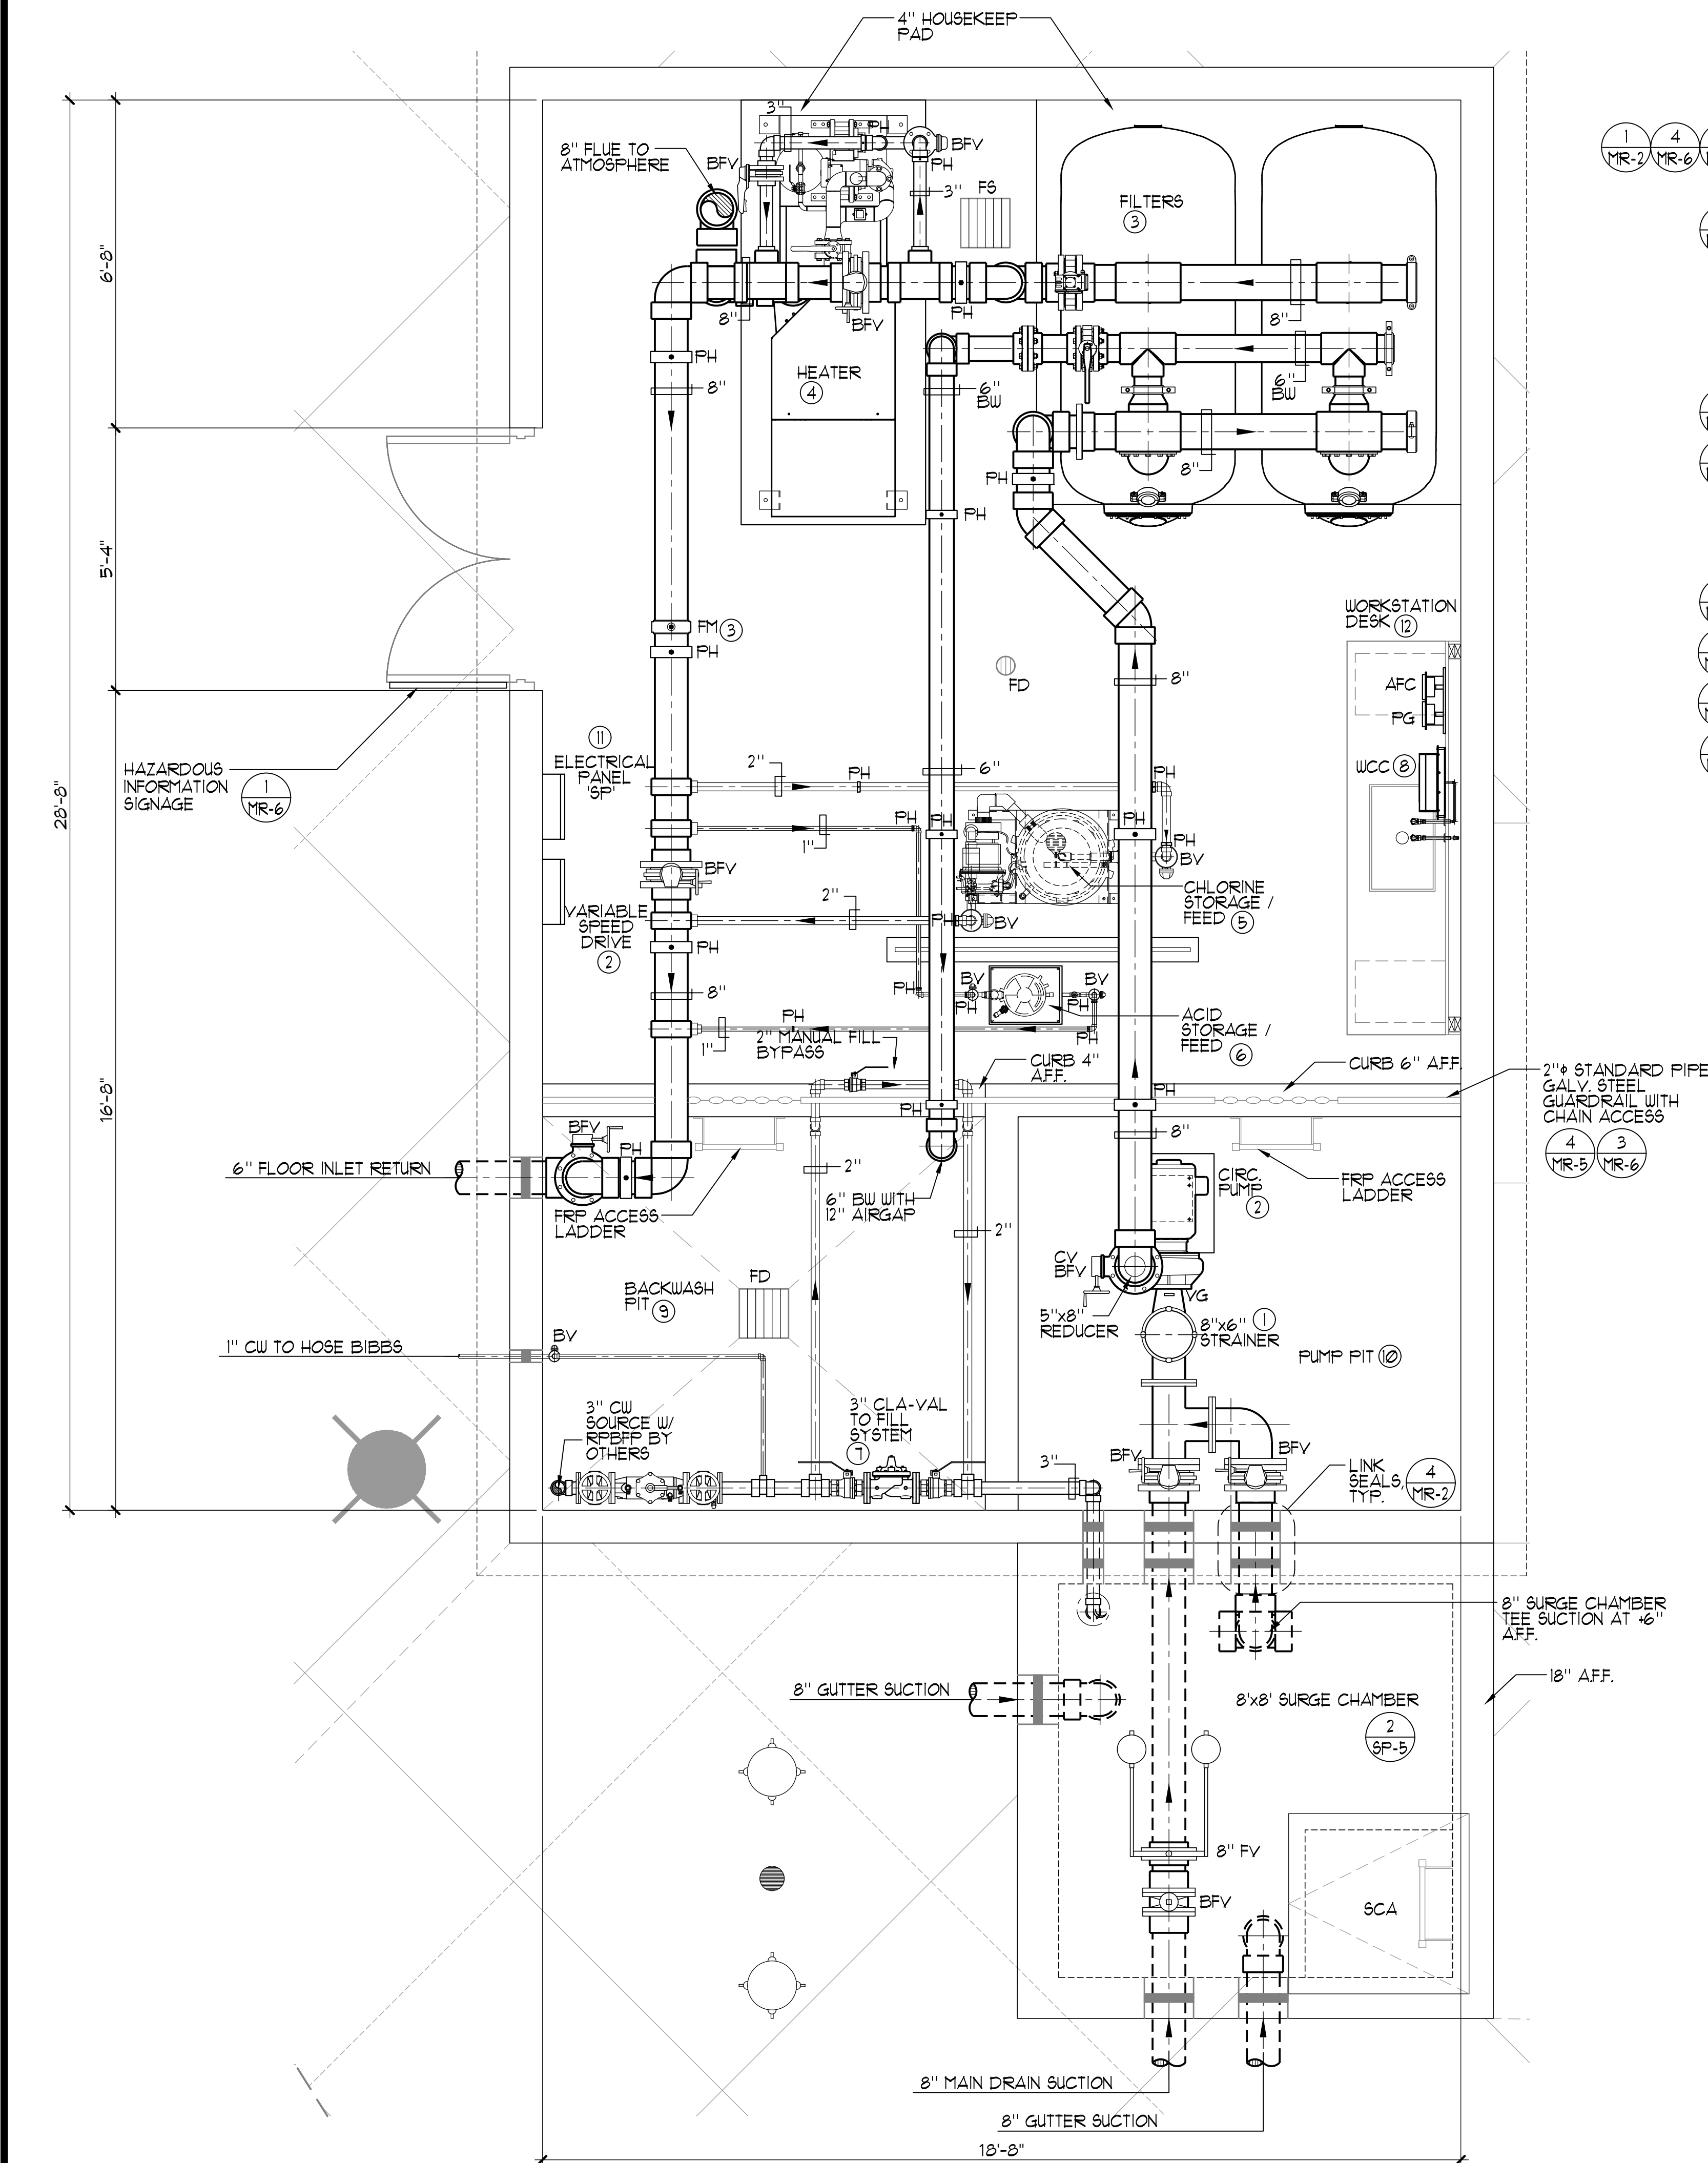 4" HOUSEKEEP
PAD
3"
PH
8" FLUE TO
ATMOSPHERE
BFV
BFV
PH
3"
FS
FILTERS
3
1
MR-2
4
MR-6
6'-8"
8"
BFV
PH
8"
PH
8"
HEATER
4
6"
BW
6"
BW
8"
PH
PH
5'-4"
WORKSTATION
DESK 12
FM 3
PH
FD
8"
AFC
PG
28'-8"
HAZARDOUS
INFORMATION
SIGNAGE
1
MR-6
11
ELECTRICAL
PANEL
'SP'
2"
PH
6"
PH
WCC 8
PH
PH
PH
1"
PH
BV
BFV
CHLORINE
STORAGE /
FEED 5
VARIABLE
SPEED
DRIVE
2
2"
PH
BV
PH
8"
PH
BV
PH
BV
PH
PH
1"
2" MANUAL FILL
BYPASS
PH
ACID
STORAGE /
FEED 6
CURB 4"
A.F.F.
CURB 6" A.F.F.
2"ϕ STANDARD PIPE
GALV. STEEL
GUARDRAIL WITH
CHAIN ACCESS
4
MR-5
3
MR-6
16'-8"
PH
PH
BFV
PH
8"
6" FLOOR INLET RETURN
2"
FRP ACCESS
LADDER
6" BW WITH
12" AIRGAP
CIRC.
PUMP
2
FRP ACCESS
LADDER
2"
CV
BFV
VG
BACKWASH
PIT 9
FD
5"x8"
REDUCER
8"x6" 1
STRAINER
PUMP PIT 10
1" CW TO HOSE BIBBS
BV
3" CW
SOURCE W/
RPBFP BY
OTHERS
3" CLA-VAL
TO FILL
SYSTEM
7
3"
BFV
BFV
LINK
SEALS,
TYP.
4
MR-2
8" SURGE CHAMBER
TEE SUCTION AT +6"
A.F.F.
18" A.F.F.
8" GUTTER SUCTION
8'x8' SURGE CHAMBER
2
SP-5
8" FV
BFV
SCA
8" MAIN DRAIN SUCTION
8" GUTTER SUCTION
18'-8"